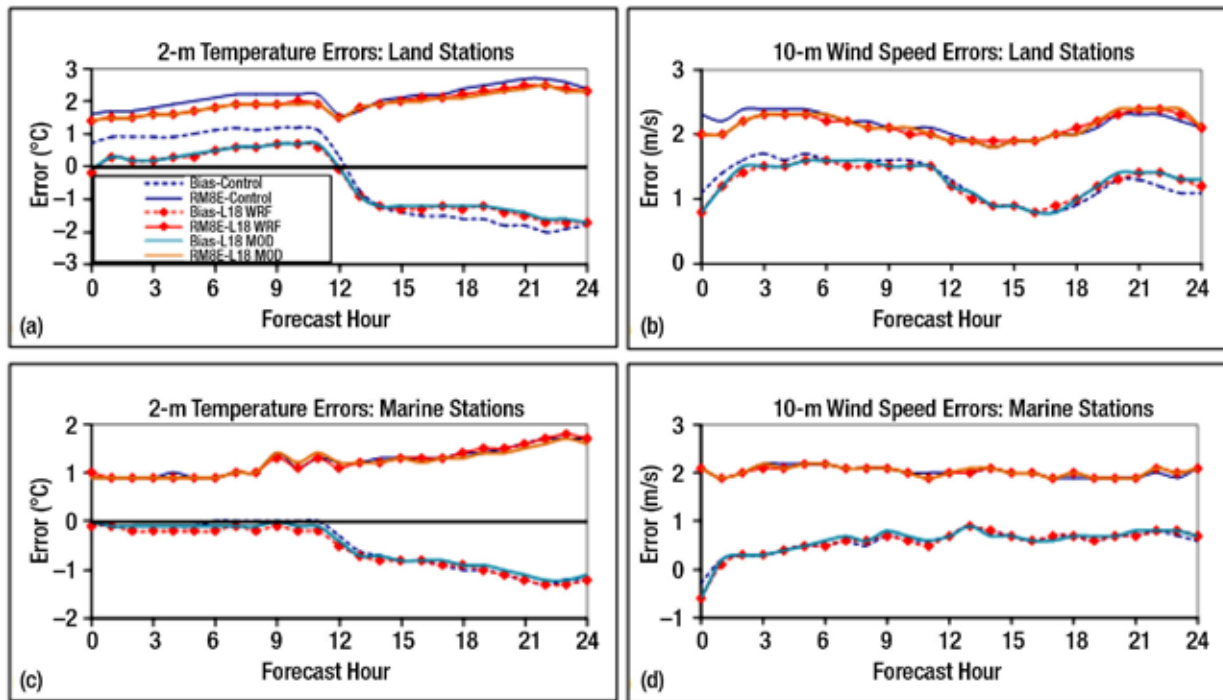 2-m Temperature Errors: Land Stations
Error (°C)
3
2
1
0
−1
−2
−3
Bias-Control
RM8E-Control
Bias-L18 WRF
RM8E-L18 WRF
Bias-L18 MOD
RM8E-L18 MOD
0 3 6 9 12 15 18 21 24
Forecast Hour
(a)
10-m Wind Speed Errors: Land Stations
Error (m/s)
3
2
1
0
0 3 6 9 12 15 18 21 24
Forecast Hour
(b)
2-m Temperature Errors: Marine Stations
Error (°C)
2
1
0
−1
−2
0 3 6 9 12 15 18 21 24
Forecast Hour
(c)
10-m Wind Speed Errors: Marine Stations
Error (m/s)
3
2
1
0
−1
0 3 6 9 12 15 18 21 24
Forecast Hour
(d)